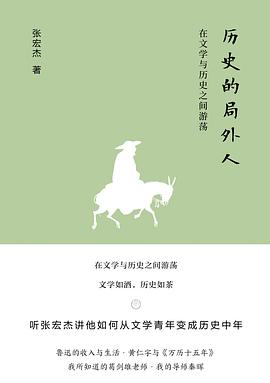 历史的局外人
在文学与历史之间游荡
张宏杰 著
在文学与历史之间游荡
文学如酒，历史如茶
听张宏杰讲他如何从文学青年变成历史中年
鲁迅的收入与生活·黄仁宇与《万历十五年》
我所知道的葛剑雄老师·我的导师秦晖